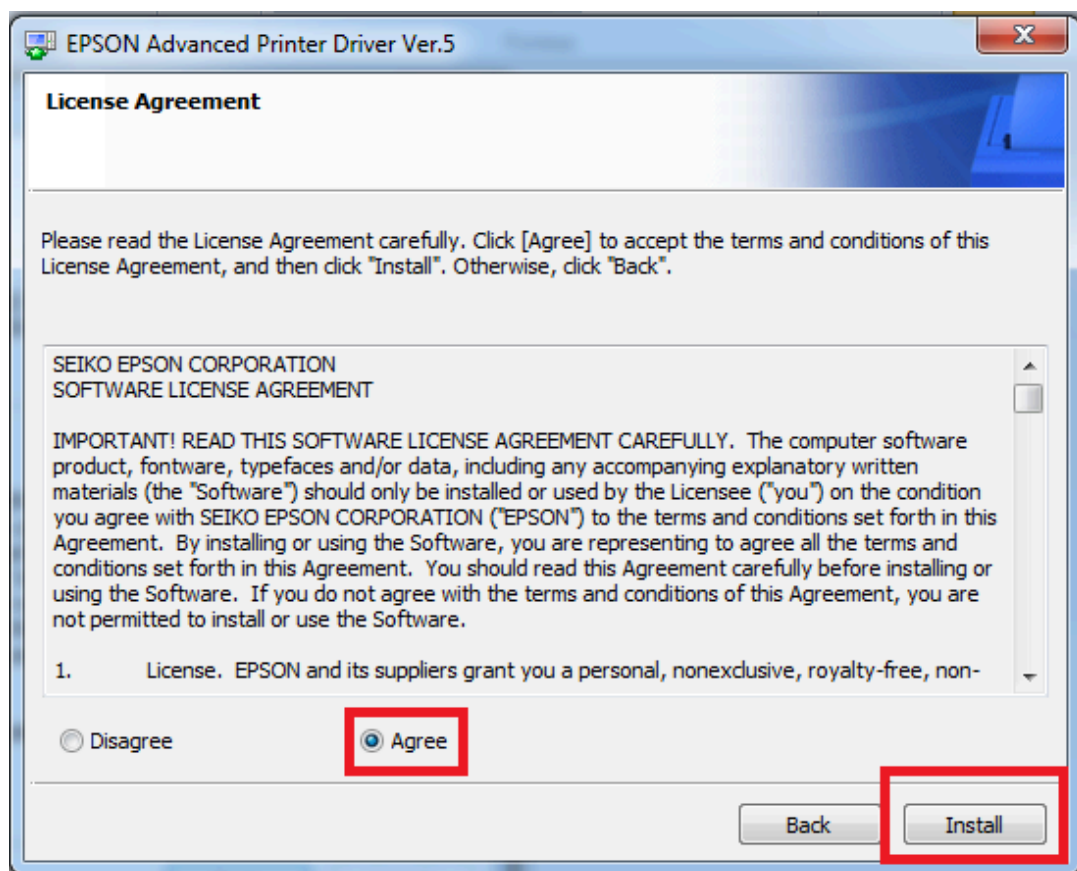 EPSON Advanced Printer Driver Ver.5
License Agreement
Please read the License Agreement carefully. Click [Agree] to accept the terms and conditions of this
License Agreement, and then click "Install". Otherwise, click "Back".
SEIKO EPSON CORPORATION
SOFTWARE LICENSE AGREEMENT
IMPORTANT! READ THIS SOFTWARE LICENSE AGREEMENT CAREFULLY. The computer software
product, fontware, typefaces and/or data, including any accompanying explanatory written
materials (the "Software") should only be installed or used by the Licensee ("you") on the condition
you agree with SEIKO EPSON CORPORATION ("EPSON") to the terms and conditions set forth in this
Agreement. By installing or using the Software, you are representing to agree all the terms and
conditions set forth in this Agreement. You should read this Agreement carefully before installing or
using the Software. If you do not agree with the terms and conditions of this Agreement, you are
not permitted to install or use the Software.
1. License. EPSON and its suppliers grant you a personal, nonexclusive, royalty-free, non-
Disagree Agree
Back Install